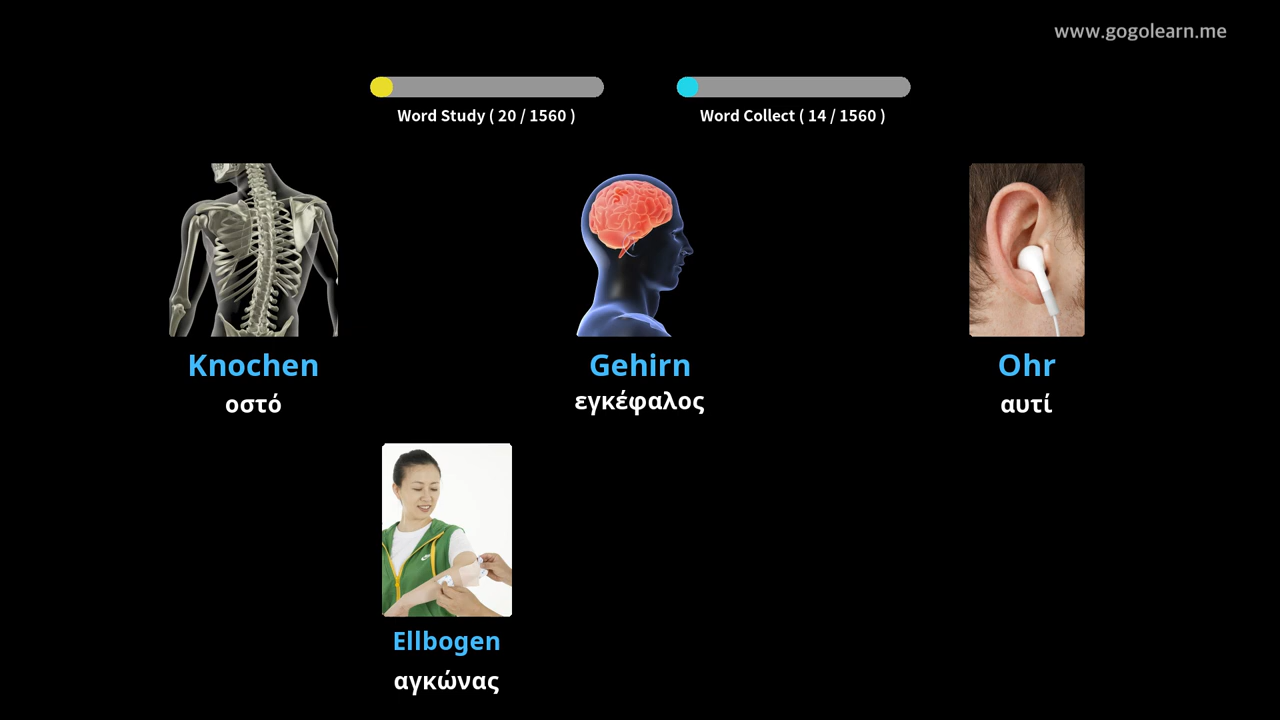 www.gogolearn.me
Word Study ( 20 / 1560 )
Word Collect ( 14 / 1560 )
Knochen
οστό
Gehirn
εγκέφαλος
Ohr
αυτί
Ellbogen
αγκώνας